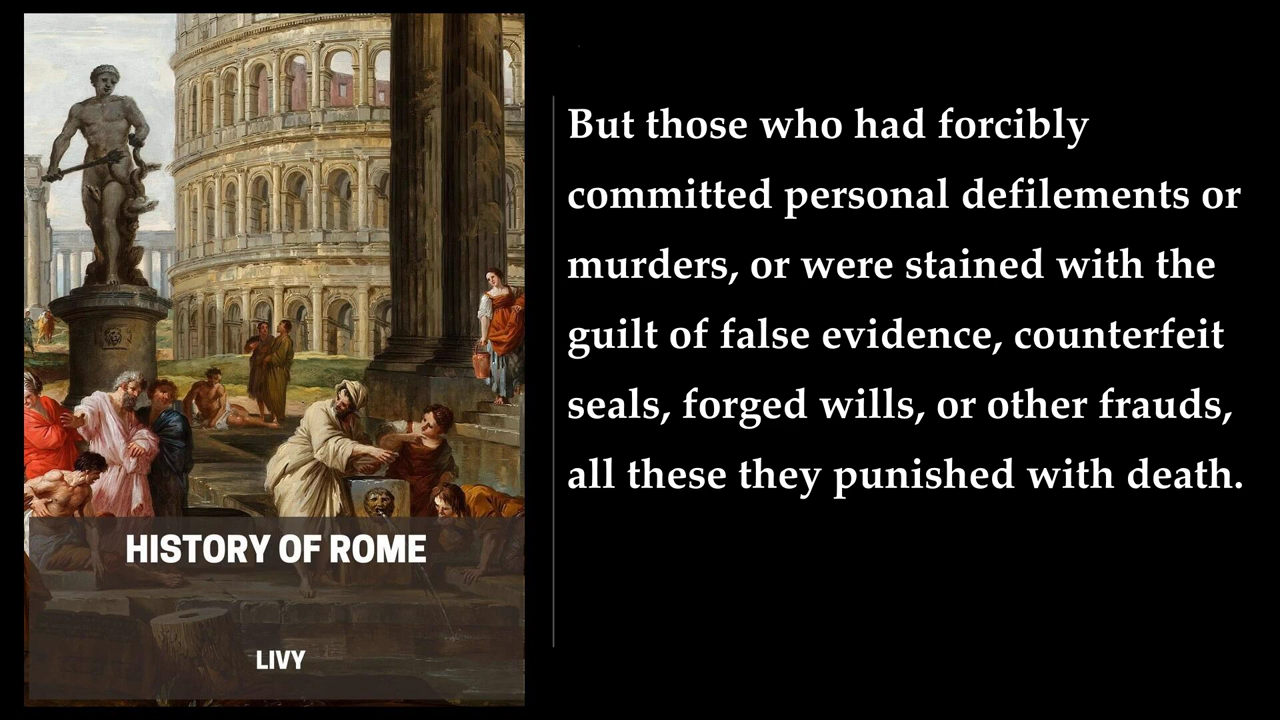 But those who had forcibly
committed personal defilements or
murders, or were stained with the
guilt of false evidence, counterfeit
seals, forged wills, or other frauds,
all these they punished with death.
HISTORY OF ROME
LIVY